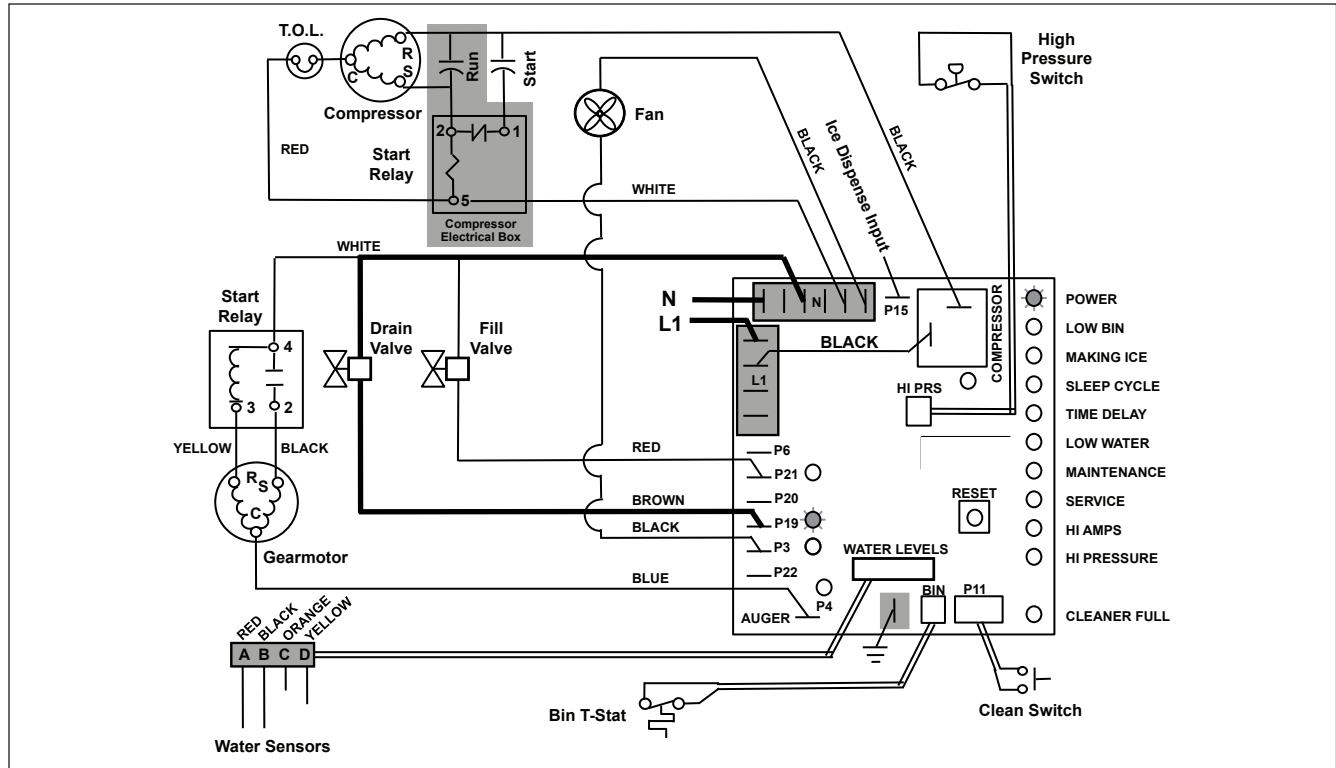 T.O.L.
R
S
C
Compressor
Run
Start
RED
2
1
Start
Relay
5
Compressor
Electrical Box
Fan
BLACK
Ice Dispense Input
BLACK
High
Pressure
Switch
WHITE
WHITE
Start
Relay
4
3
2
Drain
Valve
Fill
Valve
N
L1
N
L1
P15
BLACK
COMPRESSOR
HI PRS
POWER
LOW BIN
MAKING ICE
SLEEP CYCLE
TIME DELAY
LOW WATER
MAINTENANCE
SERVICE
HI AMPS
HI PRESSURE
CLEANER FULL
YELLOW
BLACK
R
S
C
Gearmotor
RED
BROWN
BLACK
BLUE
P6
P21
P20
P19
P3
P22
P4
AUGER
RESET
WATER LEVELS
BIN
P11
RED
BLACK
ORANGE
YELLOW
A B C D
Water Sensors
Bin T-Stat
Clean Switch